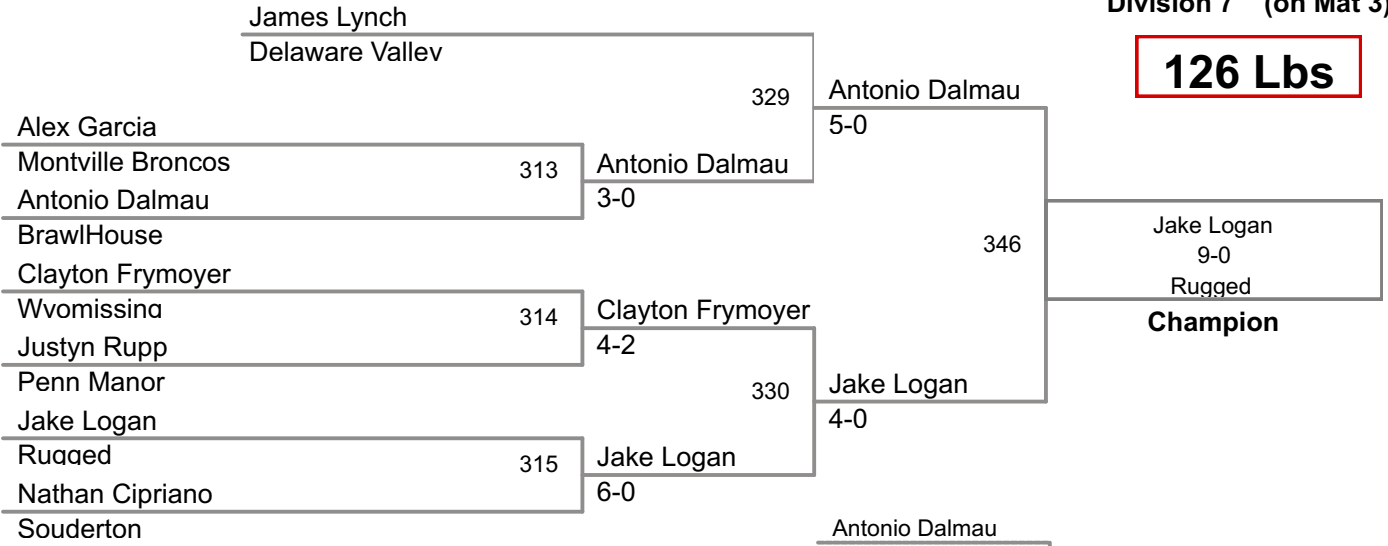 Division 7 (on Mat 3)
126 Lbs
James Lynch
Delaware Valley
329
Antonio Dalmau
5-0
Alex Garcia
Montville Broncos
313
Antonio Dalmau
3-0
Antonio Dalmau
BrawlHouse
346
Jake Logan
9-0
Rugged
Champion
Clayton Frymoyer
Wyomissing
314
Clayton Frymoyer
4-2
Justyn Rupp
Penn Manor
330
Jake Logan
4-0
Jake Logan
Rugged
315
Jake Logan
6-0
Nathan Cipriano
Souderton
Antonio Dalmau